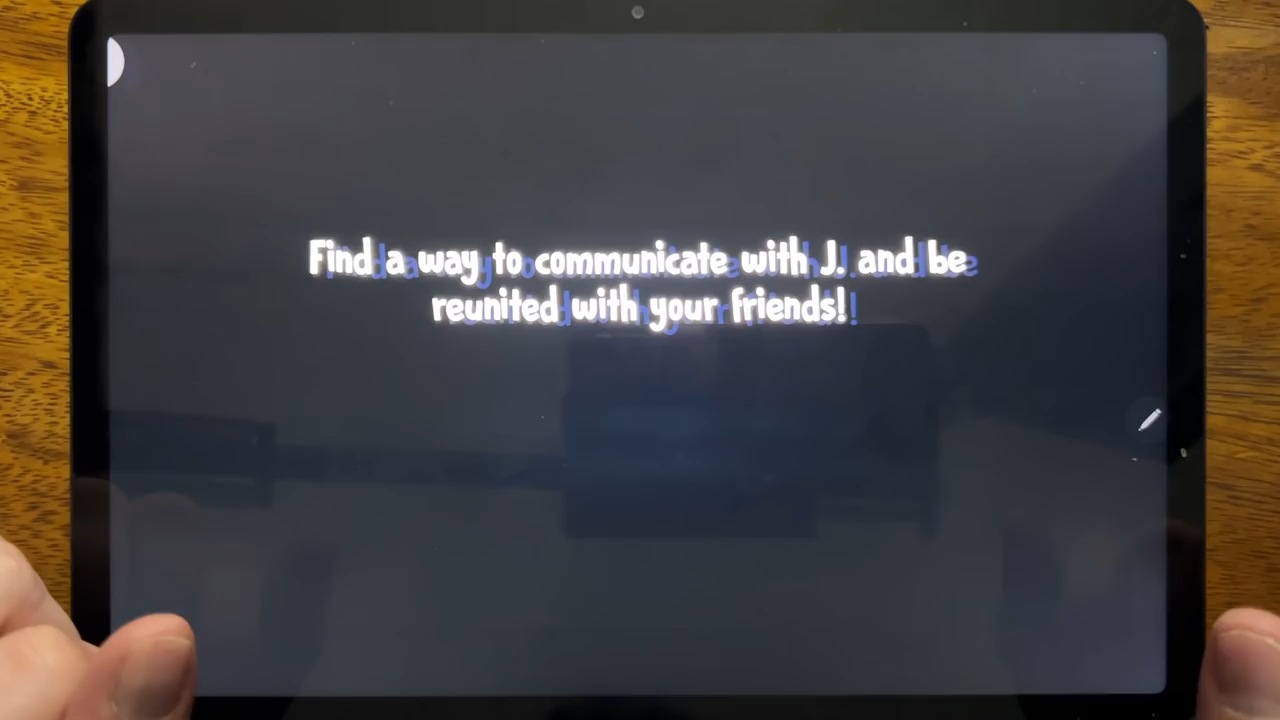 Find a way to communicate with J. and be
reunited with your friends!